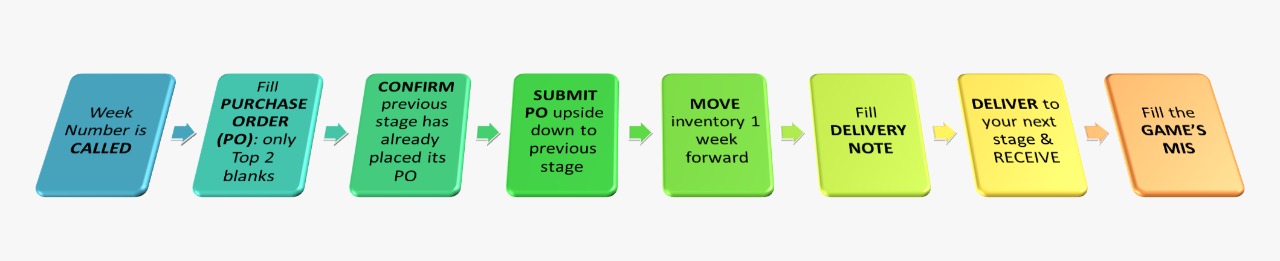 Week
Number is
CALLED
Fill
PURCHASE
ORDER
(PO): only
Top 2
blanks
CONFIRM
previous
stage has
already
placed its
PO
SUBMIT
PO upside
down to
previous
stage
MOVE
inventory 1
week
forward
Fill
DELIVERY
NOTE
DELIVER to
your next
stage &
RECEIVE
Fill the
GAME'S
MIS